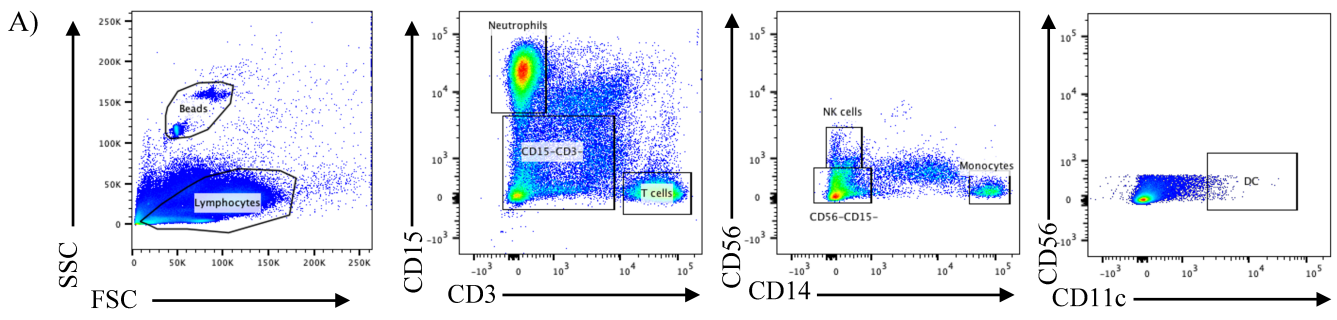 A)
SSC
250K
200K
150K
100K
50K
0
Beads
Lymphocytes
0 50K 100K 150K 200K 250K
FSC
CD15
10^5
10^4
10^3
0
-10^3
Neutrophils
CD15-CD3-
T cells
-10^3 0 10^3 10^4 10^5
CD3
CD56
10^5
10^4
10^3
0
-10^3
NK cells
Monocytes
CD56-CD15-
-10^3 0 10^3 10^4 10^5
CD14
CD56
10^5
10^4
10^3
0
-10^3
DC
-10^3 0 10^3 10^4 10^5
CD11c